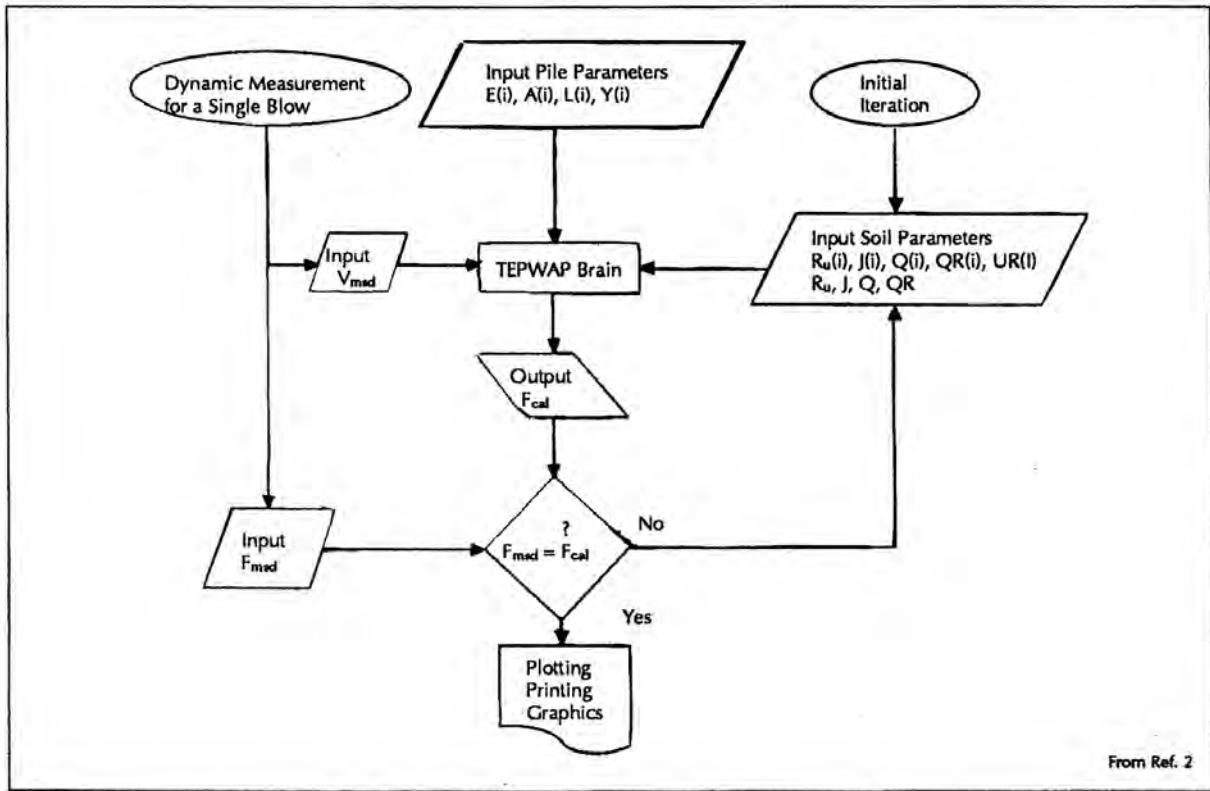 Dynamic Measurement
for a Single Blow
Input Pile Parameters
E(i), A(i), L(i), Y(i)
Initial
Iteration
Input
Vmsd
TEPWAP Brain
Input Soil Parameters
Ru(i), J(i), Q(i), QR(i), UR(I)
Ru, J, Q, QR
Output
Fcal
Input
Fmsd
?
Fmsd = Fcal
No
Yes
Plotting
Printing
Graphics
From Ref. 2